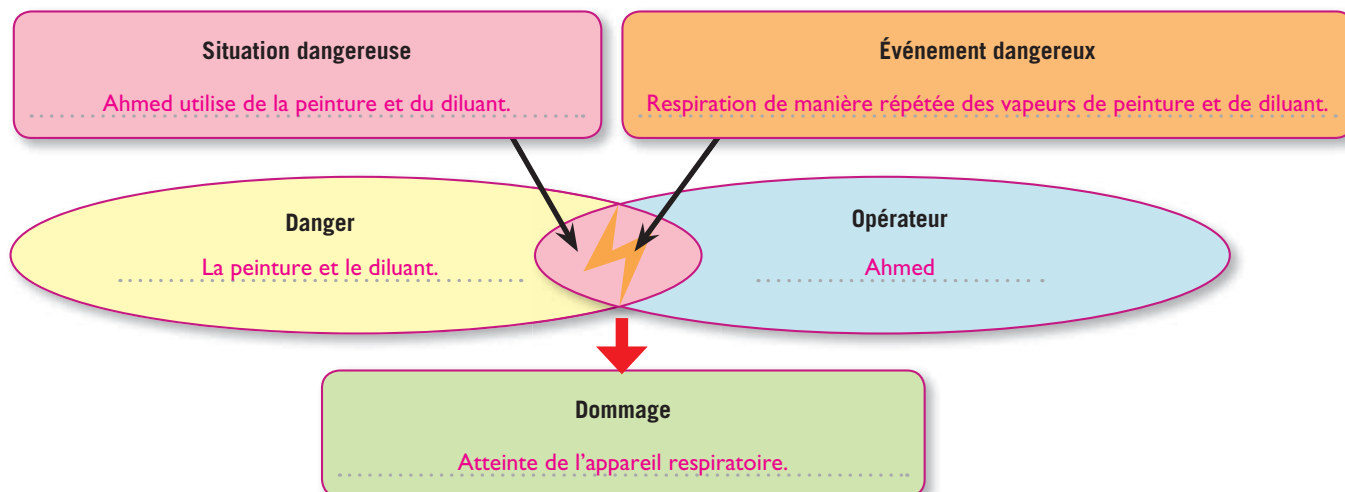 Situation dangereuse
Ahmed utilise de la peinture et du diluant.
Événement dangereux
Respiration de manière répétée des vapeurs de peinture et de diluant.
Danger
La peinture et le diluant.
Opérateur
Ahmed
Dommage
Atteinte de l’appareil respiratoire.